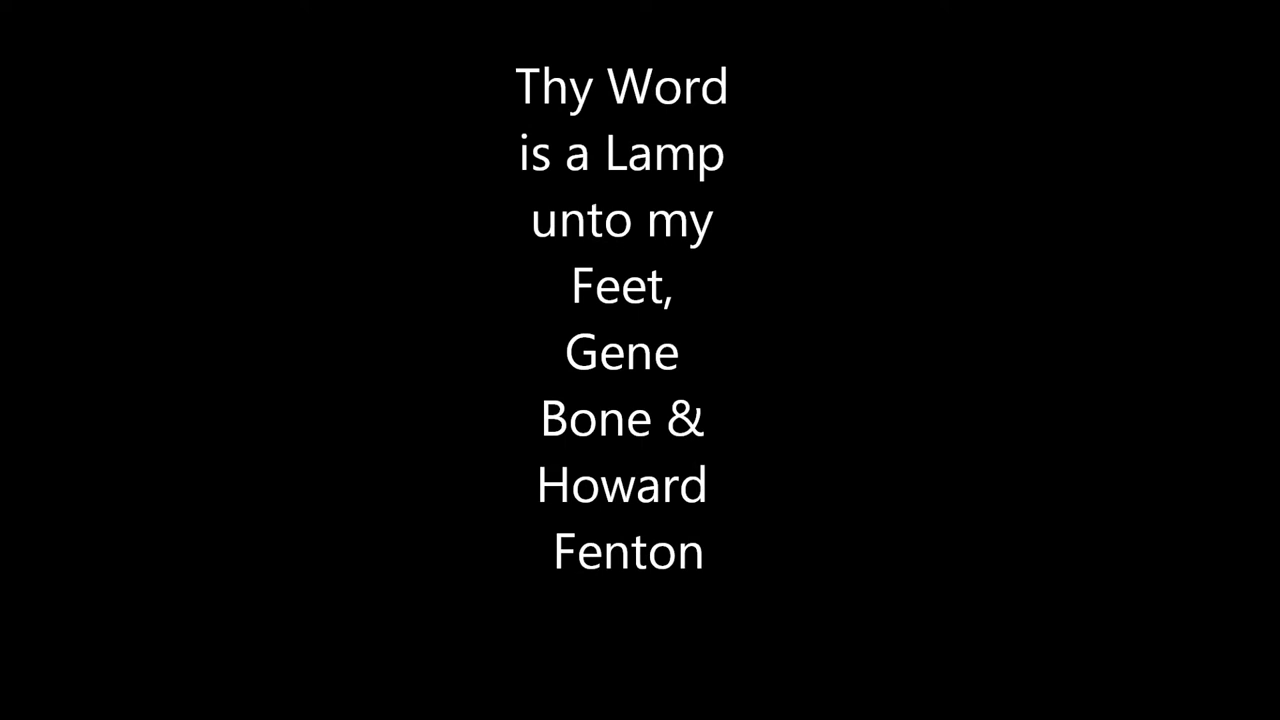 Thy Word
is a Lamp
unto my
Feet,
Gene
Bone &
Howard
Fenton